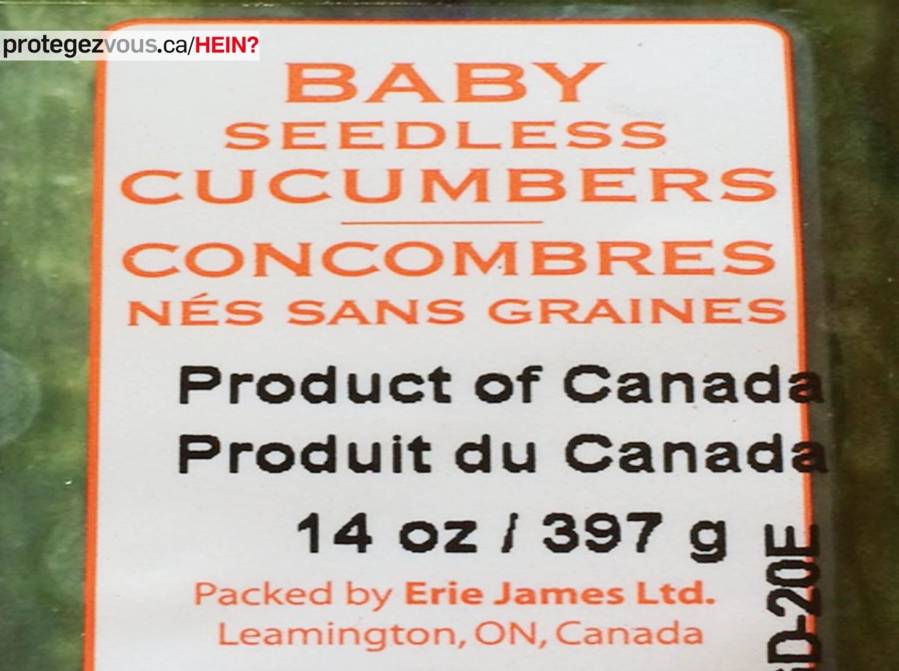 protegezvous.ca/HEIN?
BABY
SEEDLESS
CUCUMBERS
CONCOMBRES
NÉS SANS GRAINES
Product of Canada
Produit du Canada
14 oz / 397 g
Packed by Erie James Ltd.
Leamington, ON, Canada
D-20E